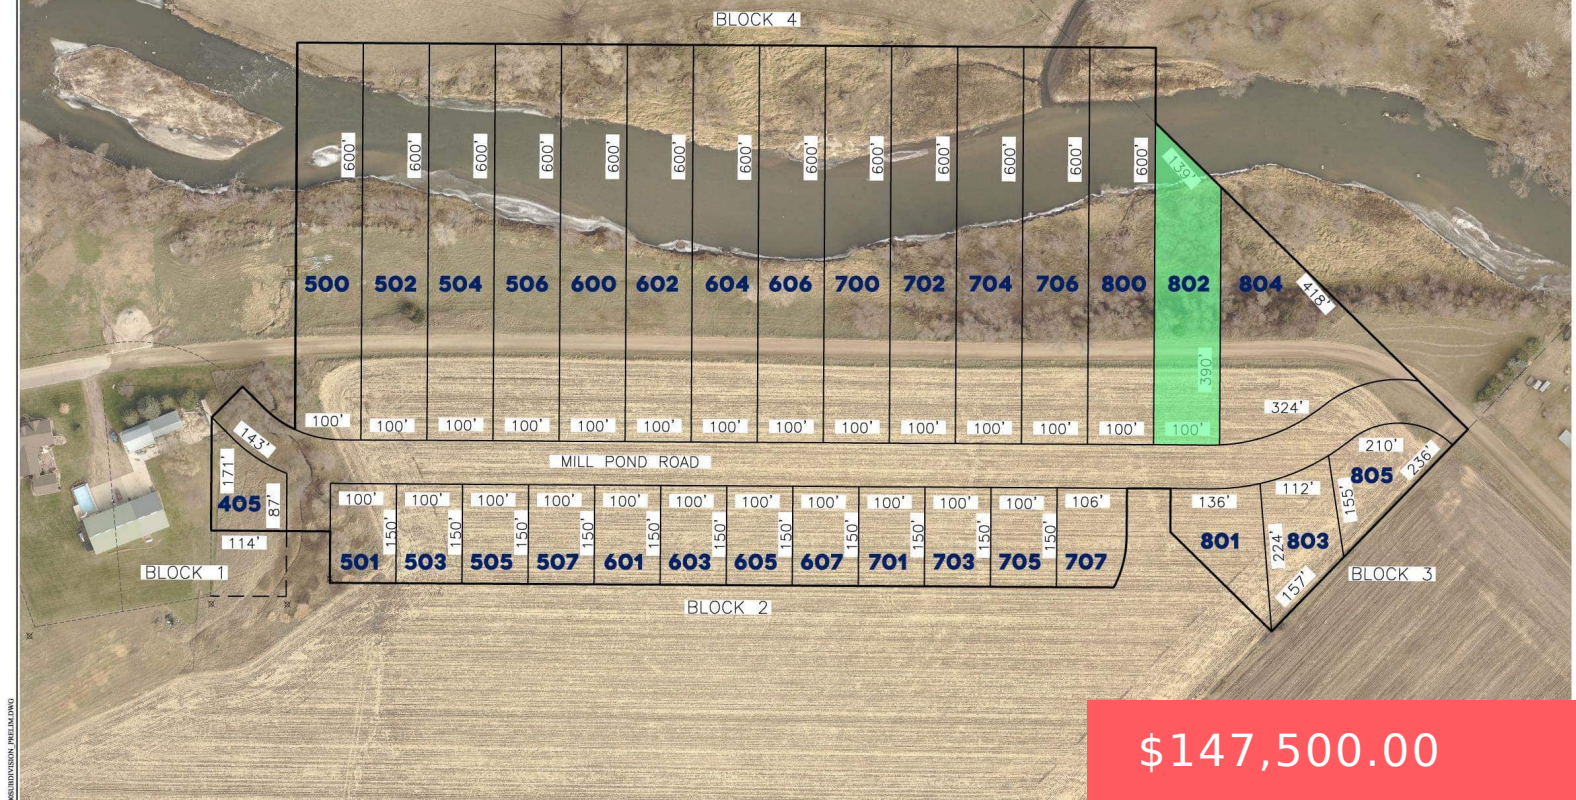 BLOCK 4
600' 600' 600' 600' 600' 600' 600' 600' 600' 600' 600' 600' 600' 139'
500 502 504 506 600 602 604 606 700 702 704 706 800 802 804 418'
390'
100' 100' 100' 100' 100' 100' 100' 100' 100' 100' 100' 100' 100' 100' 324'
MILL POND ROAD
143' 171' 87'
405
114'
BLOCK 1
100' 100' 100' 100' 100' 100' 100' 100' 100' 100' 100' 106'
150' 150' 150' 150' 150' 150' 150' 150' 150' 150' 150'
501 503 505 507 601 603 605 607 701 703 705 707
BLOCK 2
136' 112' 210' 236'
805
155'
801 224' 803
157'
BLOCK 3
SUBDIVISION_PRELIM.DWG
$147,500.00